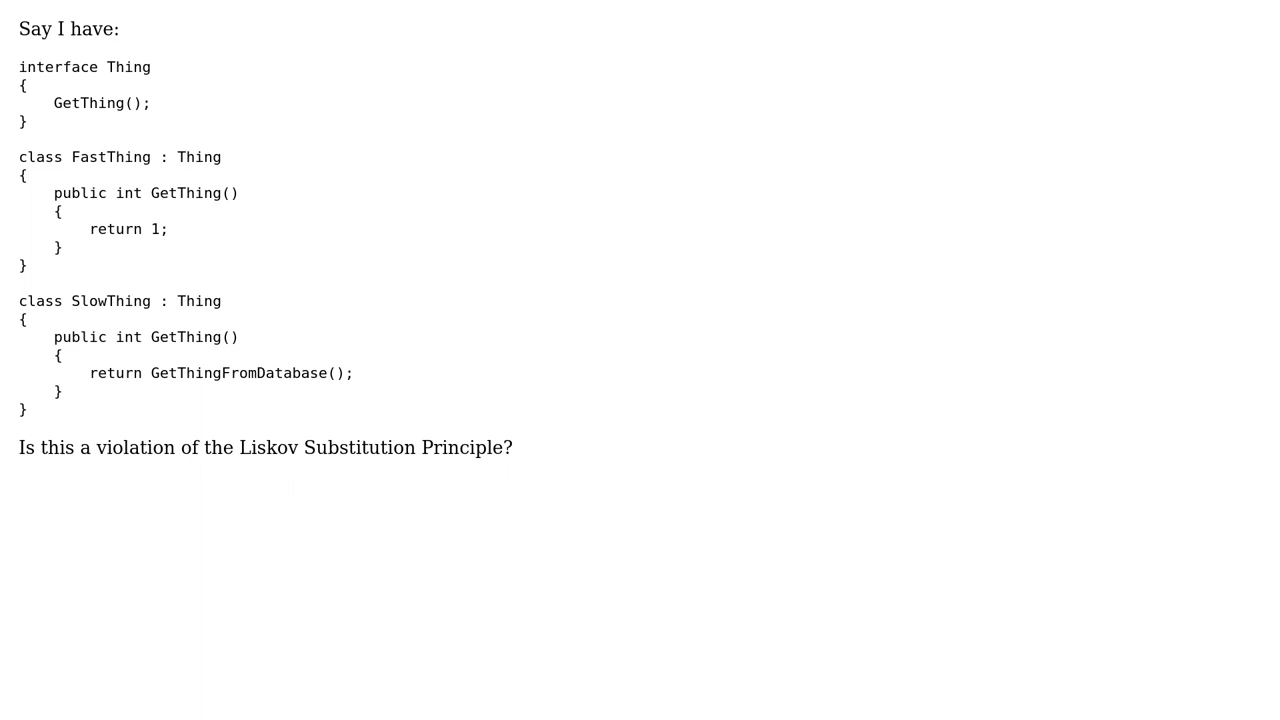 Say I have:
interface Thing
{
    GetThing();
}
class FastThing : Thing
{
    public int GetThing()
    {
        return 1;
    }
}
class SlowThing : Thing
{
    public int GetThing()
    {
        return GetThingFromDatabase();
    }
}
Is this a violation of the Liskov Substitution Principle?